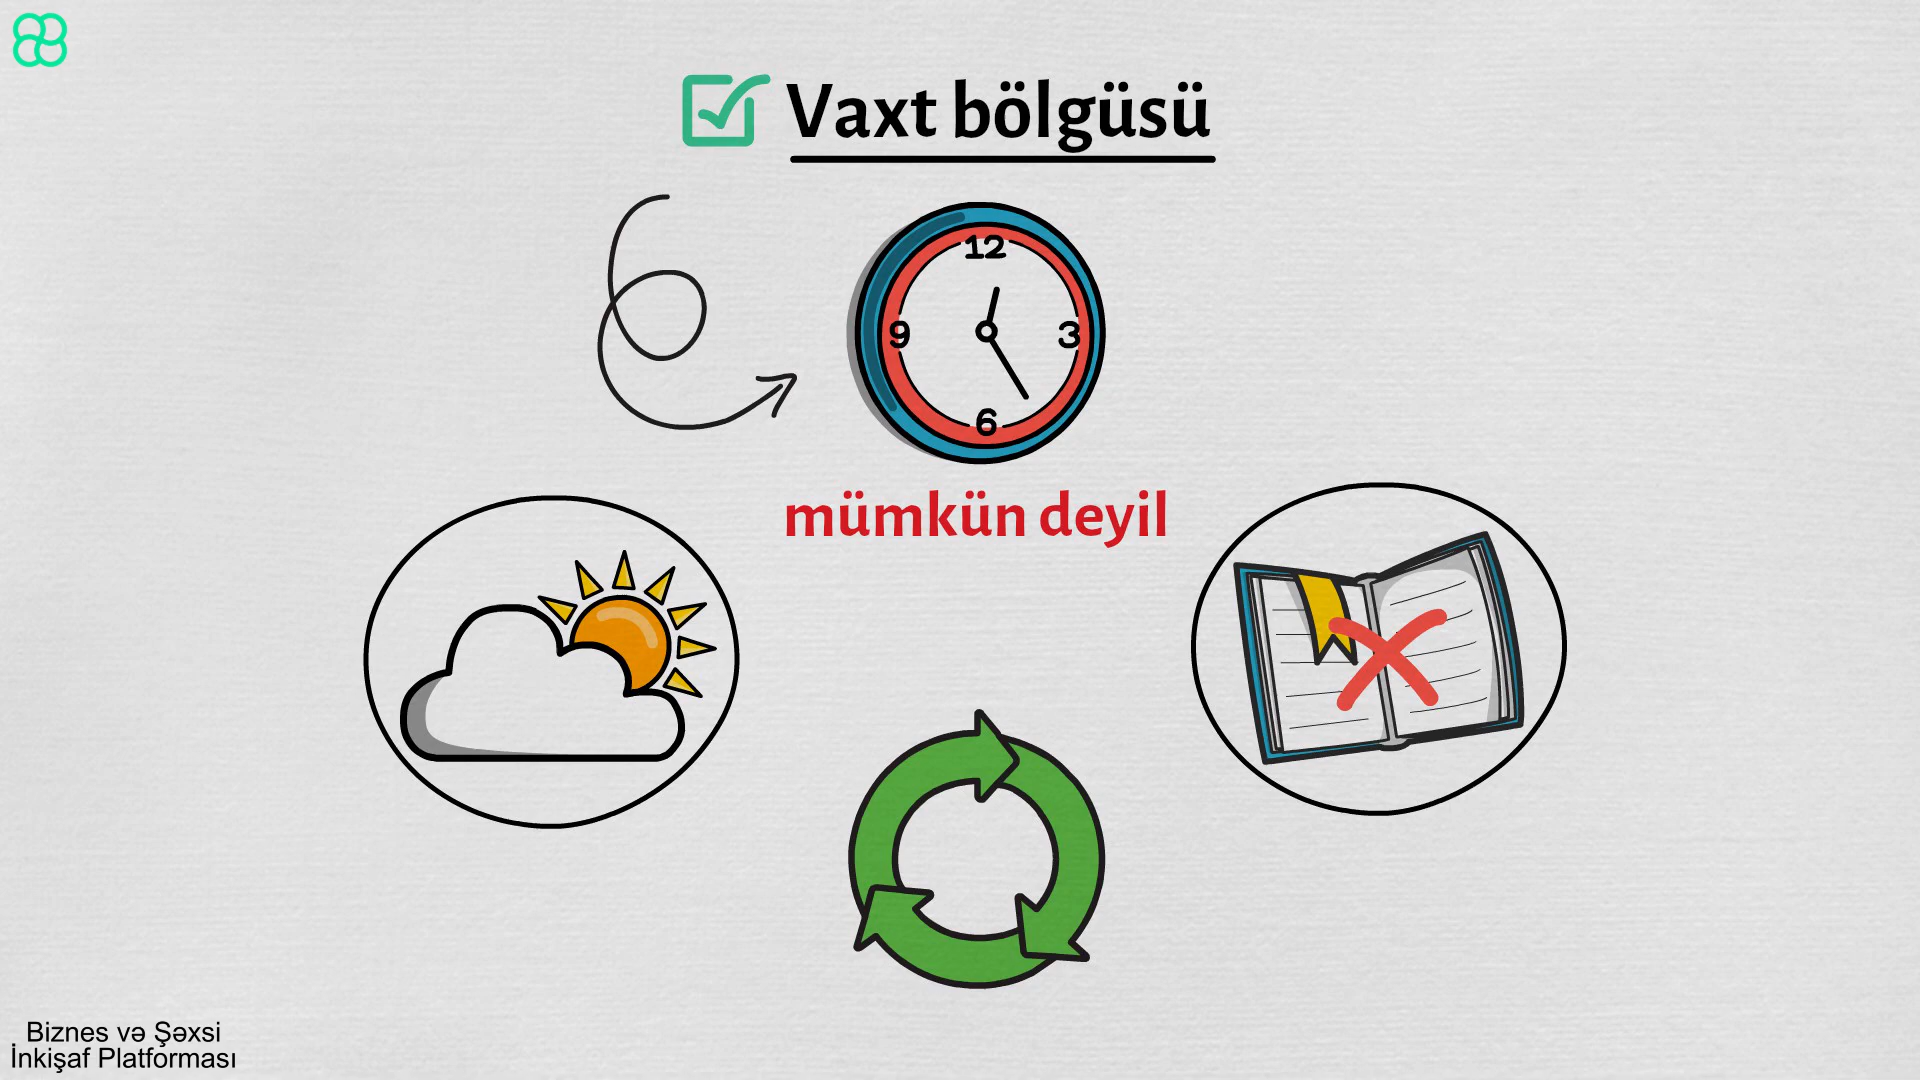 Vaxt bölgüsü
12
9
3
6
mümkün deyil
Biznes və Şəxsi
İnkişaf Platforması